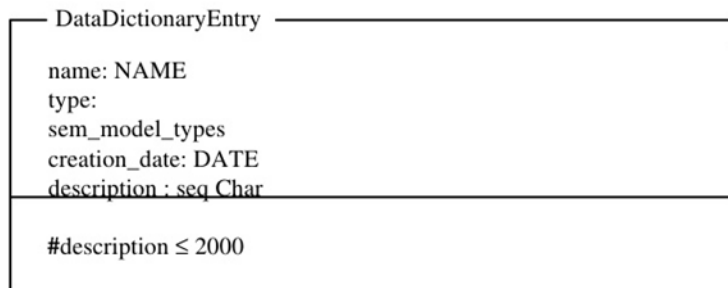 DataDictionaryEntry
name: NAME
type:
sem_model_types
creation_date: DATE
description : seq Char
#description ≤ 2000